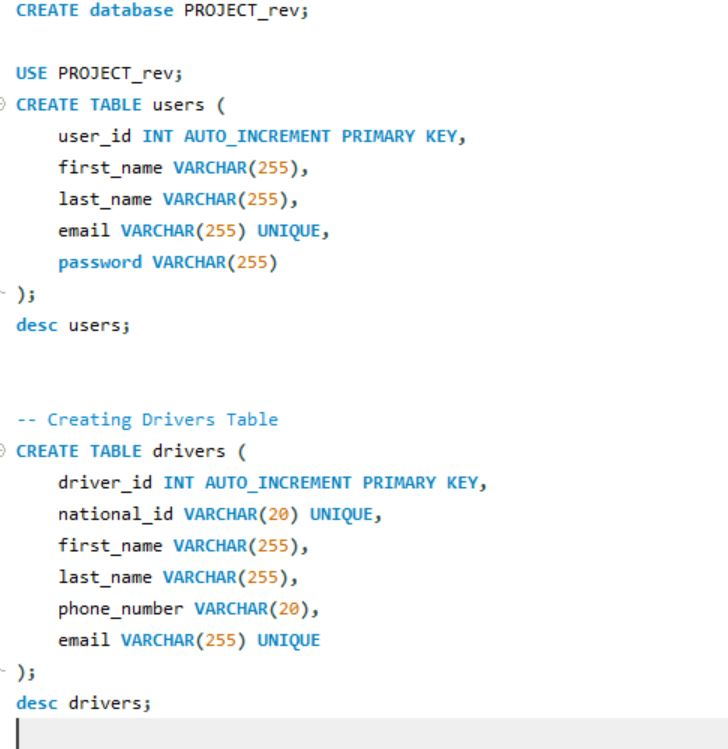 CREATE database PROJECT_rev;
USE PROJECT_rev;
CREATE TABLE users (
user_id INT AUTO_INCREMENT PRIMARY KEY,
first_name VARCHAR(255),
last_name VARCHAR(255),
email VARCHAR(255) UNIQUE,
password VARCHAR(255)
);
desc users;
-- Creating Drivers Table
CREATE TABLE drivers (
driver_id INT AUTO_INCREMENT PRIMARY KEY,
national_id VARCHAR(20) UNIQUE,
first_name VARCHAR(255),
last_name VARCHAR(255),
phone_number VARCHAR(20),
email VARCHAR(255) UNIQUE
);
desc drivers;